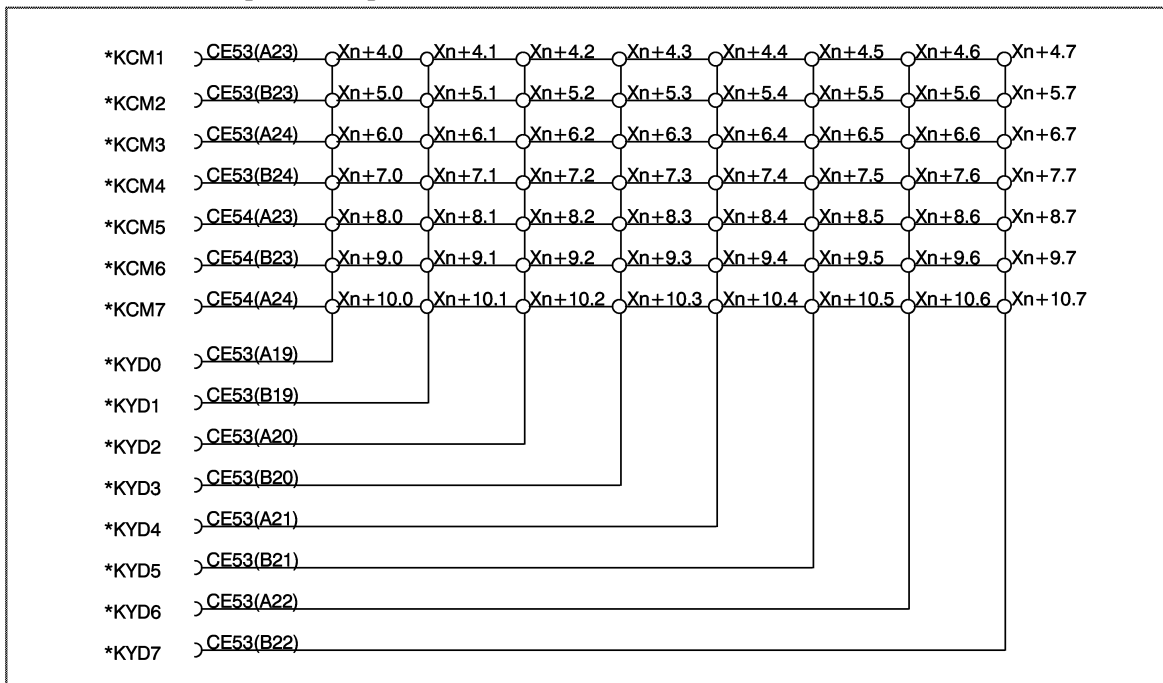 *KCM1 CE53(A23) Xn+4.0 Xn+4.1 Xn+4.2 Xn+4.3 Xn+4.4 Xn+4.5 Xn+4.6 Xn+4.7
*KCM2 CE53(B23) Xn+5.0 Xn+5.1 Xn+5.2 Xn+5.3 Xn+5.4 Xn+5.5 Xn+5.6 Xn+5.7
*KCM3 CE53(A24) Xn+6.0 Xn+6.1 Xn+6.2 Xn+6.3 Xn+6.4 Xn+6.5 Xn+6.6 Xn+6.7
*KCM4 CE53(B24) Xn+7.0 Xn+7.1 Xn+7.2 Xn+7.3 Xn+7.4 Xn+7.5 Xn+7.6 Xn+7.7
*KCM5 CE54(A23) Xn+8.0 Xn+8.1 Xn+8.2 Xn+8.3 Xn+8.4 Xn+8.5 Xn+8.6 Xn+8.7
*KCM6 CE54(B23) Xn+9.0 Xn+9.1 Xn+9.2 Xn+9.3 Xn+9.4 Xn+9.5 Xn+9.6 Xn+9.7
*KCM7 CE54(A24) Xn+10.0 Xn+10.1 Xn+10.2 Xn+10.3 Xn+10.4 Xn+10.5 Xn+10.6 Xn+10.7
*KYD0 CE53(A19)
*KYD1 CE53(B19)
*KYD2 CE53(A20)
*KYD3 CE53(B20)
*KYD4 CE53(A21)
*KYD5 CE53(B21)
*KYD6 CE53(A22)
*KYD7 CE53(B22)